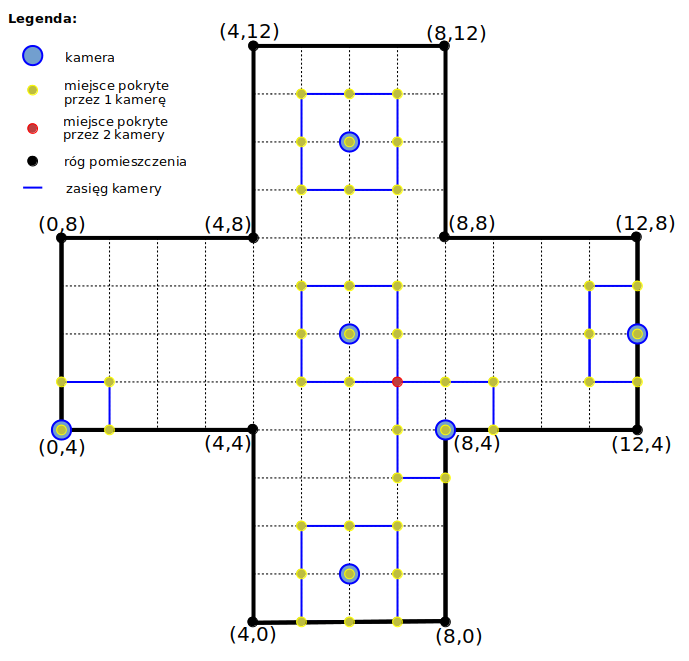 Legenda:
kamera
miejsce pokryte
przez 1 kamerę
miejsce pokryte
przez 2 kamery
róg pomieszczenia
zasięg kamery
(4,12)
(8,12)
(0,8)
(4,8)
(8,8)
(12,8)
(0,4)
(4,4)
(8,4)
(12,4)
(4,0)
(8,0)